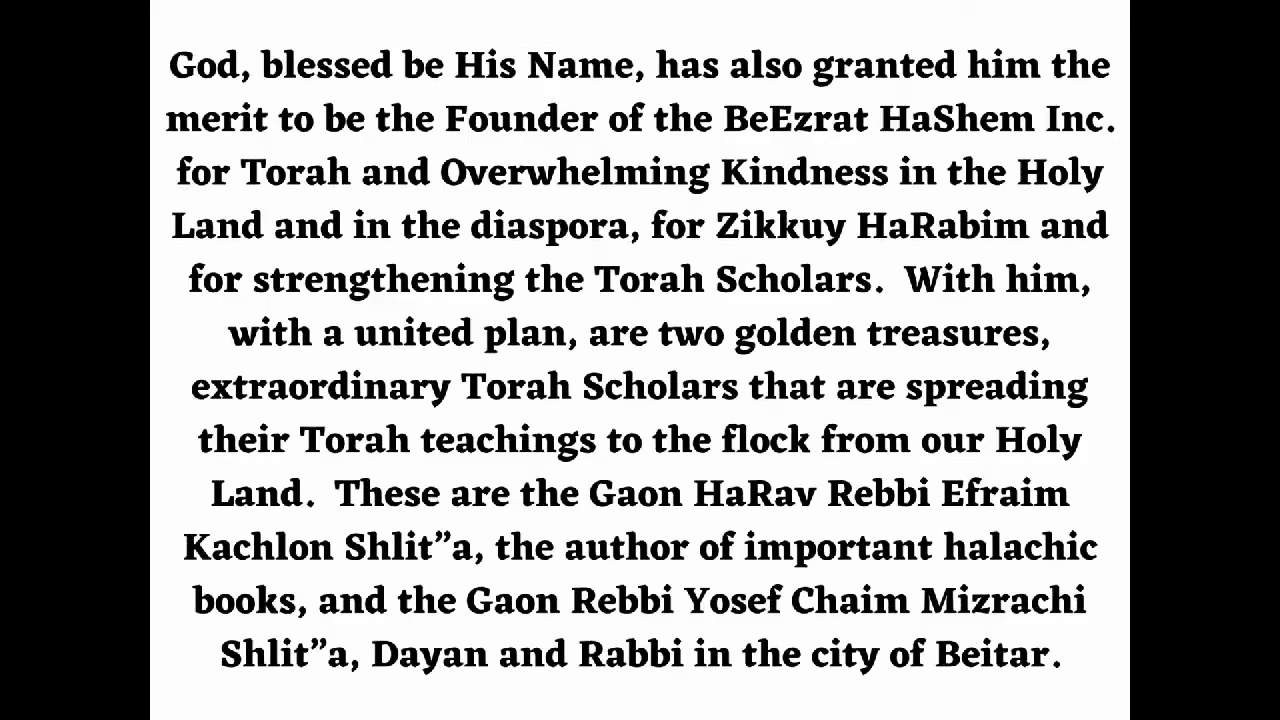 God, blessed be His Name, has also granted him the
merit to be the Founder of the BeEzrat HaShem Inc.
for Torah and Overwhelming Kindness in the Holy
Land and in the diaspora, for Zikkuy HaRabim and
for strengthening the Torah Scholars.  With him,
with a united plan, are two golden treasures,
extraordinary Torah Scholars that are spreading
their Torah teachings to the flock from our Holy
Land.  These are the Gaon HaRav Rebbi Efraim
Kachlon Shlit”a, the author of important halachic
books, and the Gaon Rebbi Yosef Chaim Mizrachi
Shlit”a, Dayan and Rabbi in the city of Beitar.